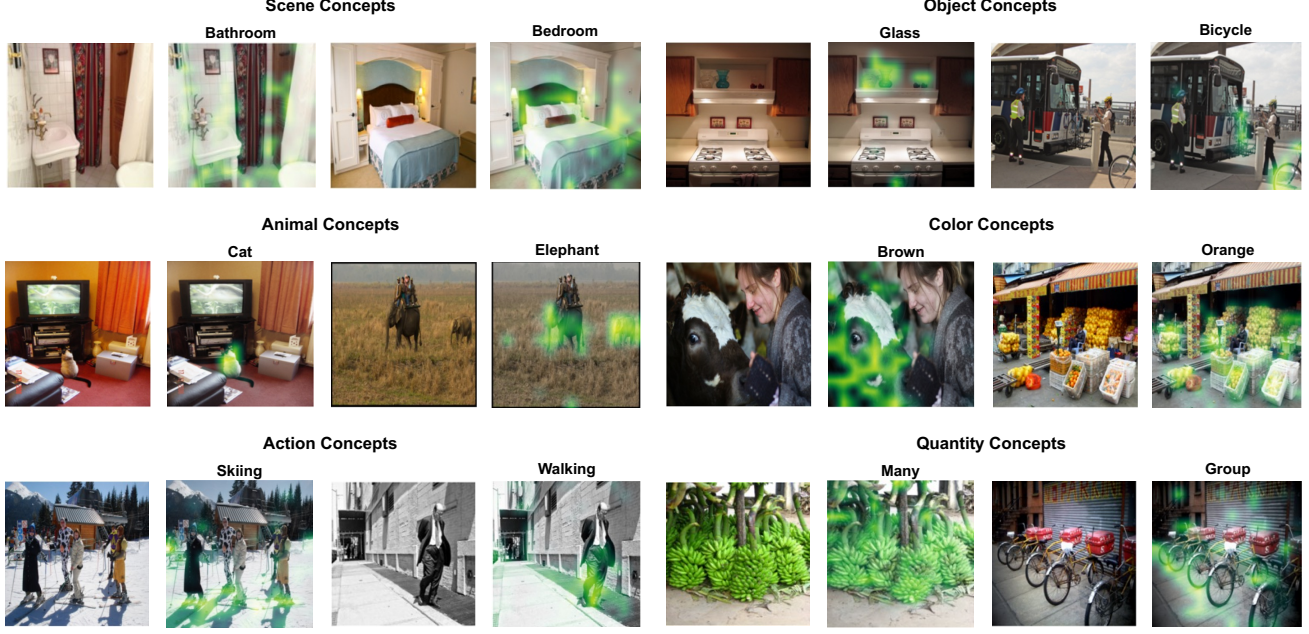 Scene Concepts
Object Concepts
Bathroom
Bedroom
Glass
Bicycle
Animal Concepts
Color Concepts
Cat
Elephant
Brown
Orange
Action Concepts
Quantity Concepts
Skiing
Walking
Many
Group